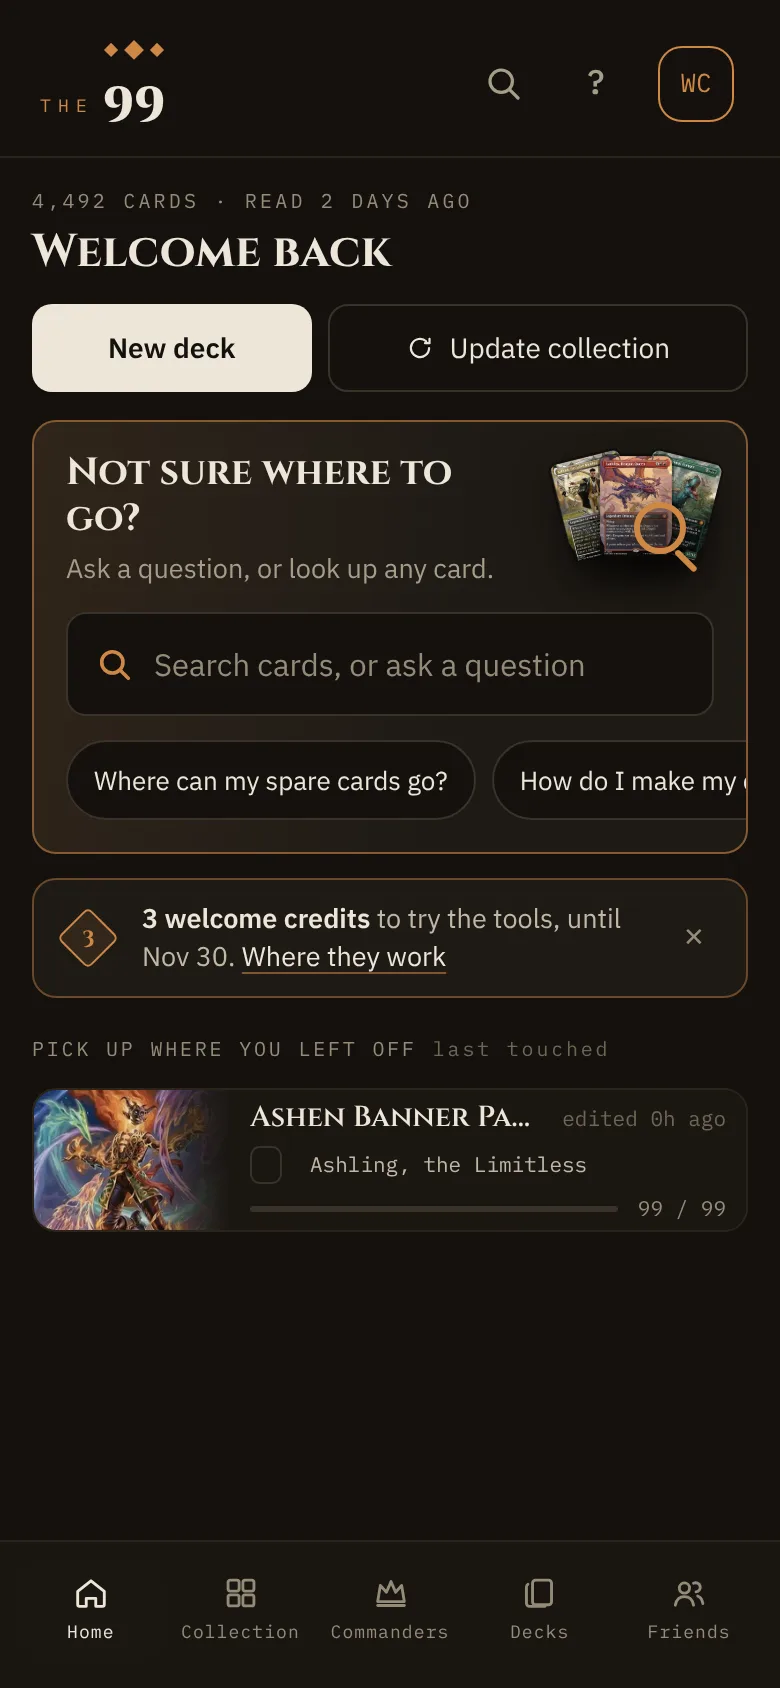 THE 99
?
WC
4,492 CARDS · READ 2 DAYS AGO
WELCOME BACK
New deck
Update collection
NOT SURE WHERE TO
GO?
Ask a question, or look up any card.
Search cards, or ask a question
Where can my spare cards go?
How do I make my
3
3 welcome credits to try the tools, until
Nov 30. Where they work
×
PICK UP WHERE YOU LEFT OFF last touched
ASHEN BANNER PA...
edited 0h ago
Ashling, the Limitless
99 / 99
Home
Collection
Commanders
Decks
Friends